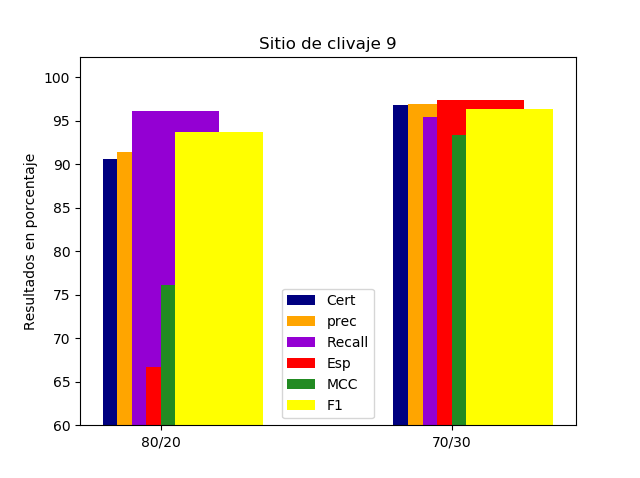 Sitio de clivaje 9
Resultados en porcentaje
100
95
90
85
80
75
70
65
60
Cert
prec
Recall
Esp
MCC
F1
80/20
70/30